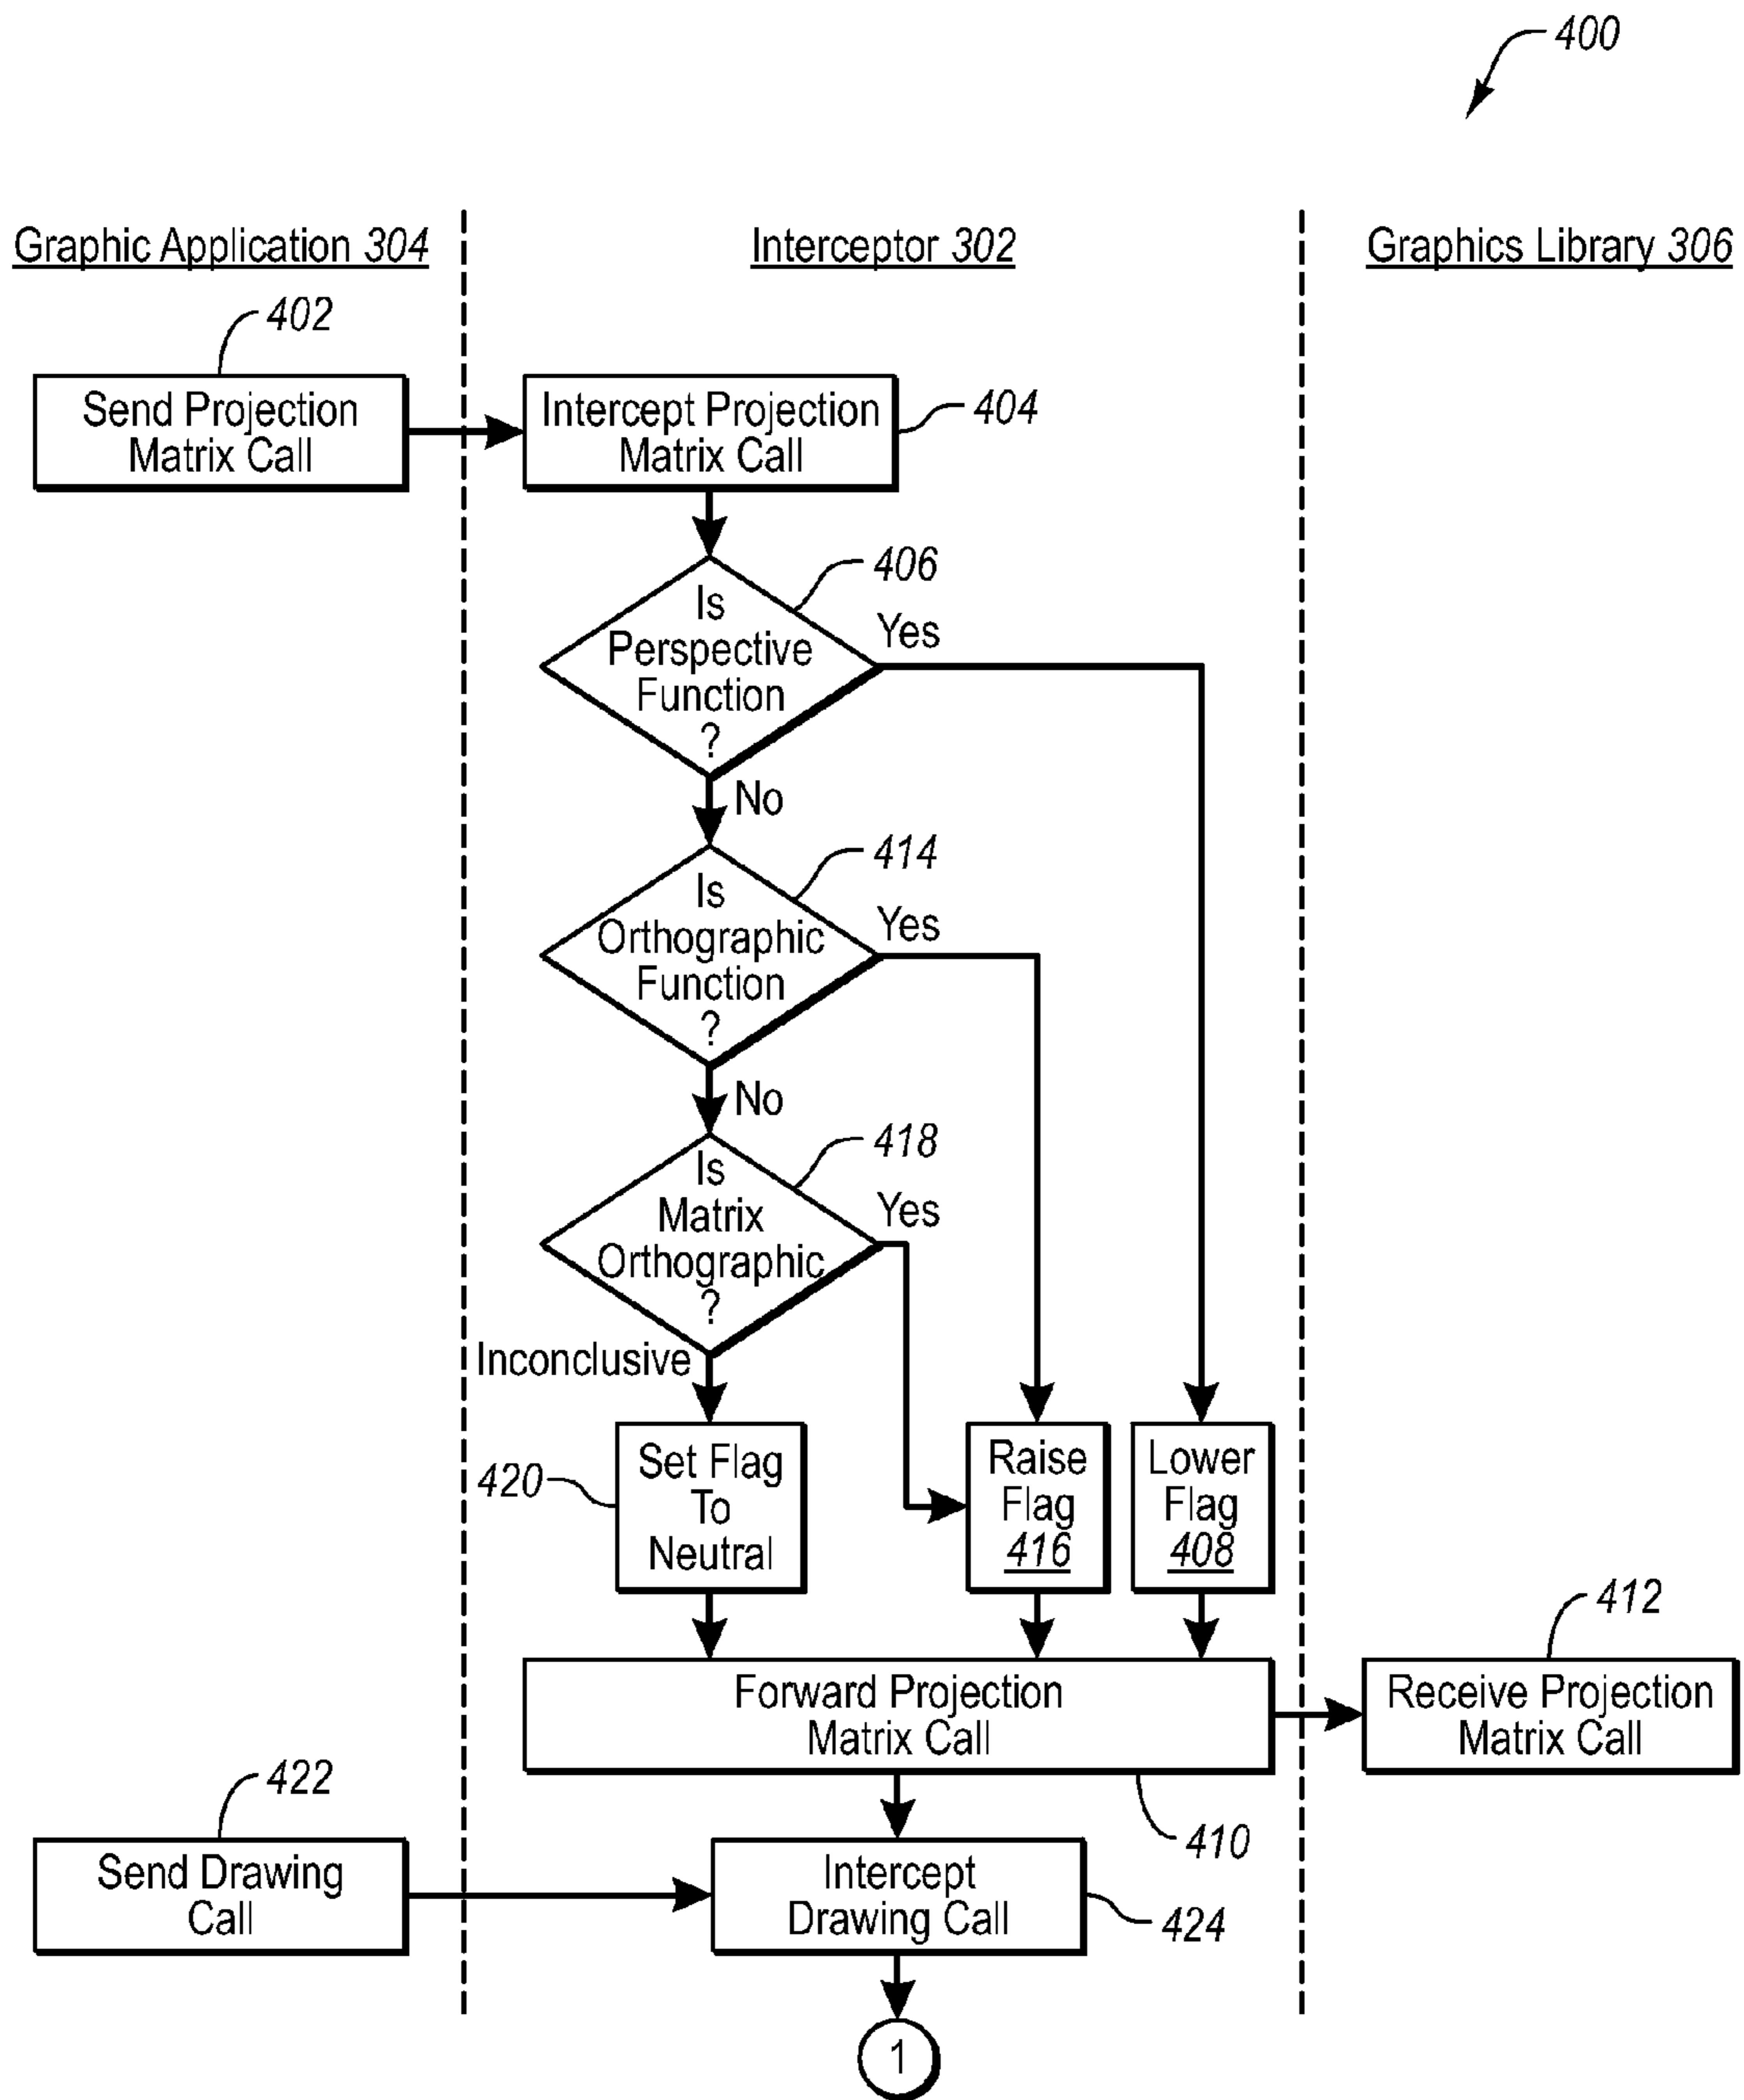 400
Graphic Application 304
Interceptor 302
Graphics Library 306
402
Send Projection
Matrix Call
Intercept Projection
Matrix Call
404
406
Is
Perspective
Function
?
Yes
No
414
Is
Orthographic
Function
?
Yes
No
418
Is
Matrix
Orthographic
?
Yes
Inconclusive
420
Set Flag
To
Neutral
Raise
Flag
416
Lower
Flag
408
412
Forward Projection
Matrix Call
Receive Projection
Matrix Call
410
422
Send Drawing
Call
Intercept
Drawing Call
424
1